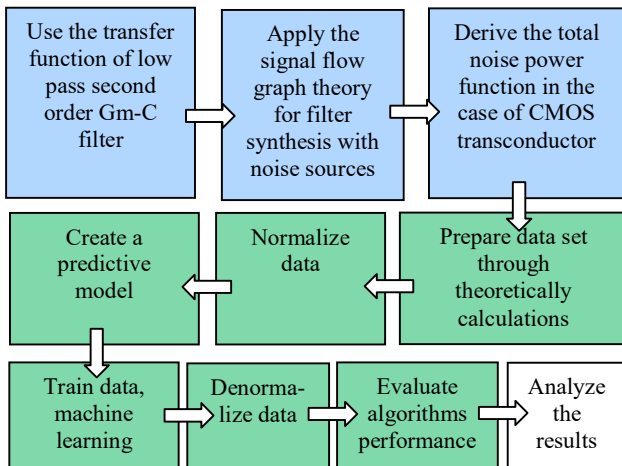 Use the transfer
function of low
pass second
order Gm-C
filter
Apply the
signal flow
graph theory
for filter
synthesis with
noise sources
Derive the total
noise power
function in the
case of CMOS
transconductor
Create a
predictive
model
Normalize
data
Prepare data set
through
theoretically
calculations
Train data,
machine
learning
Denorma-
lize data
Evaluate
algorithms
performance
Analyze
the
results